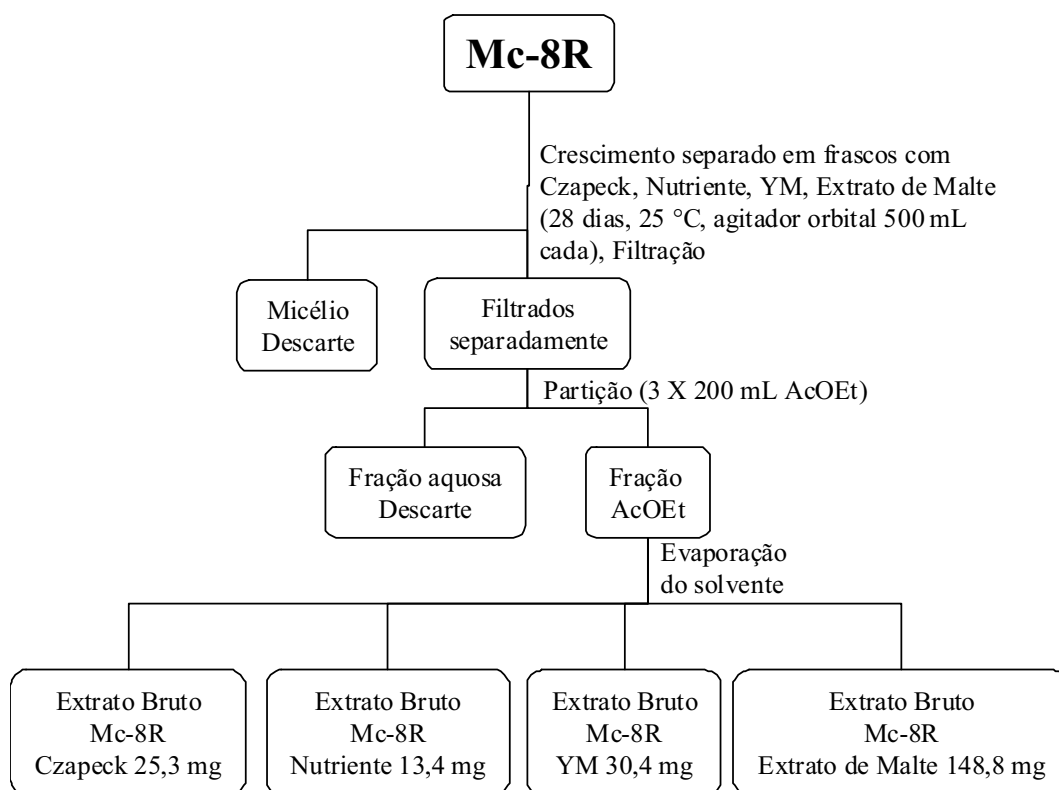 Mc-8R
Crescimento separado em frascos com
Czapeck, Nutriente, YM, Extrato de Malte
(28 dias, 25 °C, agitador orbital 500 mL
cada), Filtração
Micélio
Descarte
Filtrados
separadamente
Partição (3 X 200 mL AcOEt)
Fração aquosa
Descarte
Fração
AcOEt
Evaporação
do solvente
Extrato Bruto
Mc-8R
Czapeck 25,3 mg
Extrato Bruto
Mc-8R
Nutriente 13,4 mg
Extrato Bruto
Mc-8R
YM 30,4 mg
Extrato Bruto
Mc-8R
Extrato de Malte 148,8 mg